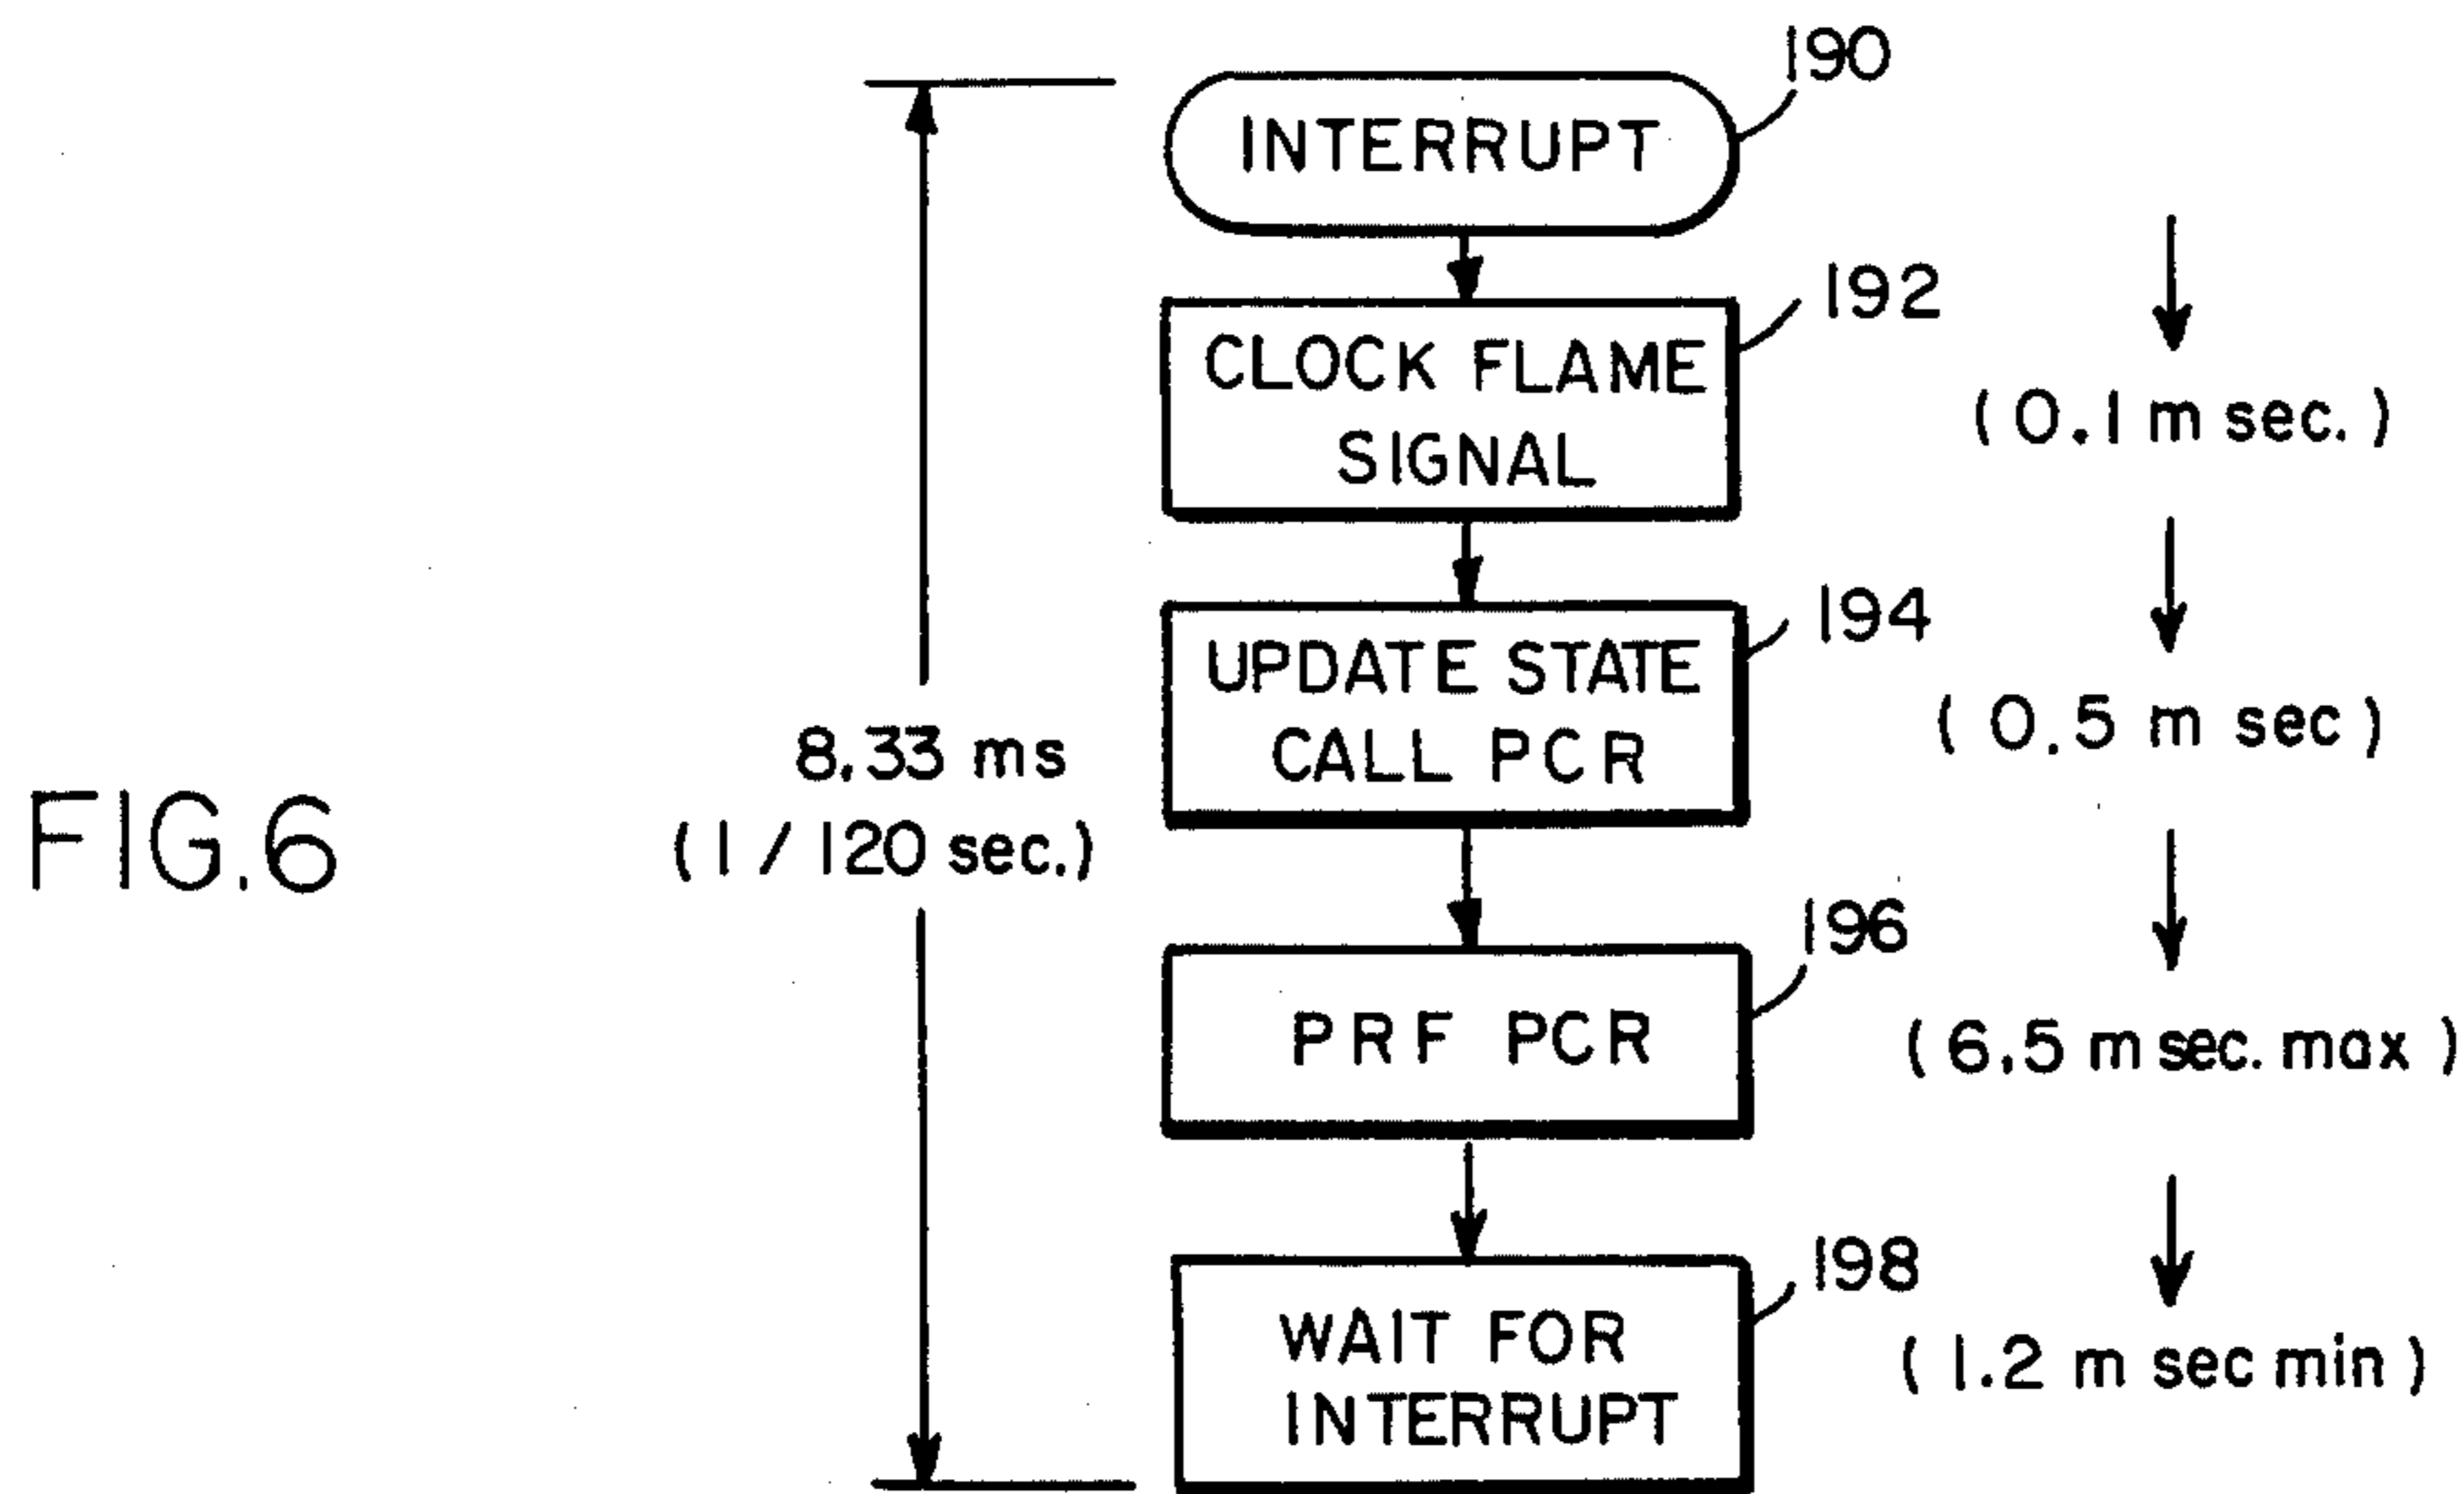 190
INTERRUPT
192
CLOCK FLAME
SIGNAL
( 0.1 m sec. )
194
UPDATE STATE
CALL PCR
( 0.5 m sec )
8.33 ms
( 1 / 120 sec. )
FIG.6
196
PRF PCR
( 6.5 m sec. max )
198
WAIT FOR
INTERRUPT
( 1.2 m sec min )